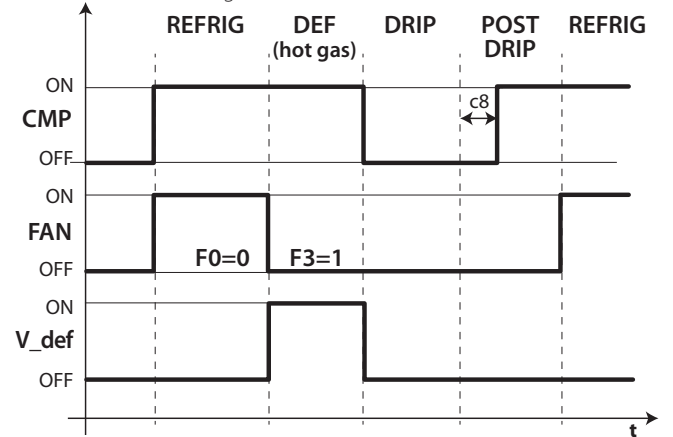 REFRIG DEF DRIP POST REFRIG
(hot gas) DRIP
ON
c8
CMP
OFF
ON
FAN
F0=0 F3=1
OFF
ON
V_def
OFF
t